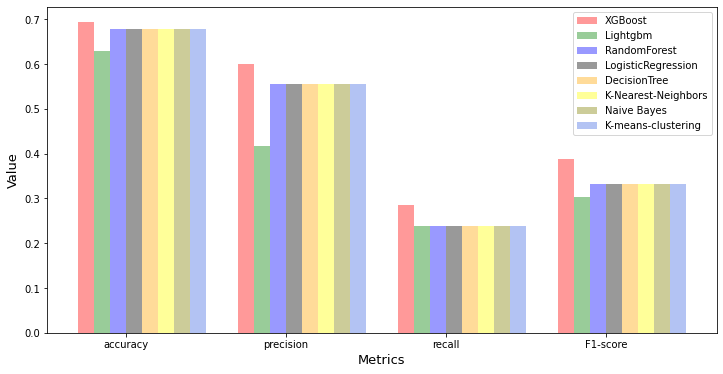 0.7
0.6
0.5
0.4
0.3
0.2
0.1
0.0
Value
accuracy
precision
recall
F1-score
Metrics
XGBoost
Lightgbm
RandomForest
LogisticRegression
DecisionTree
K-Nearest-Neighbors
Naive Bayes
K-means-clustering